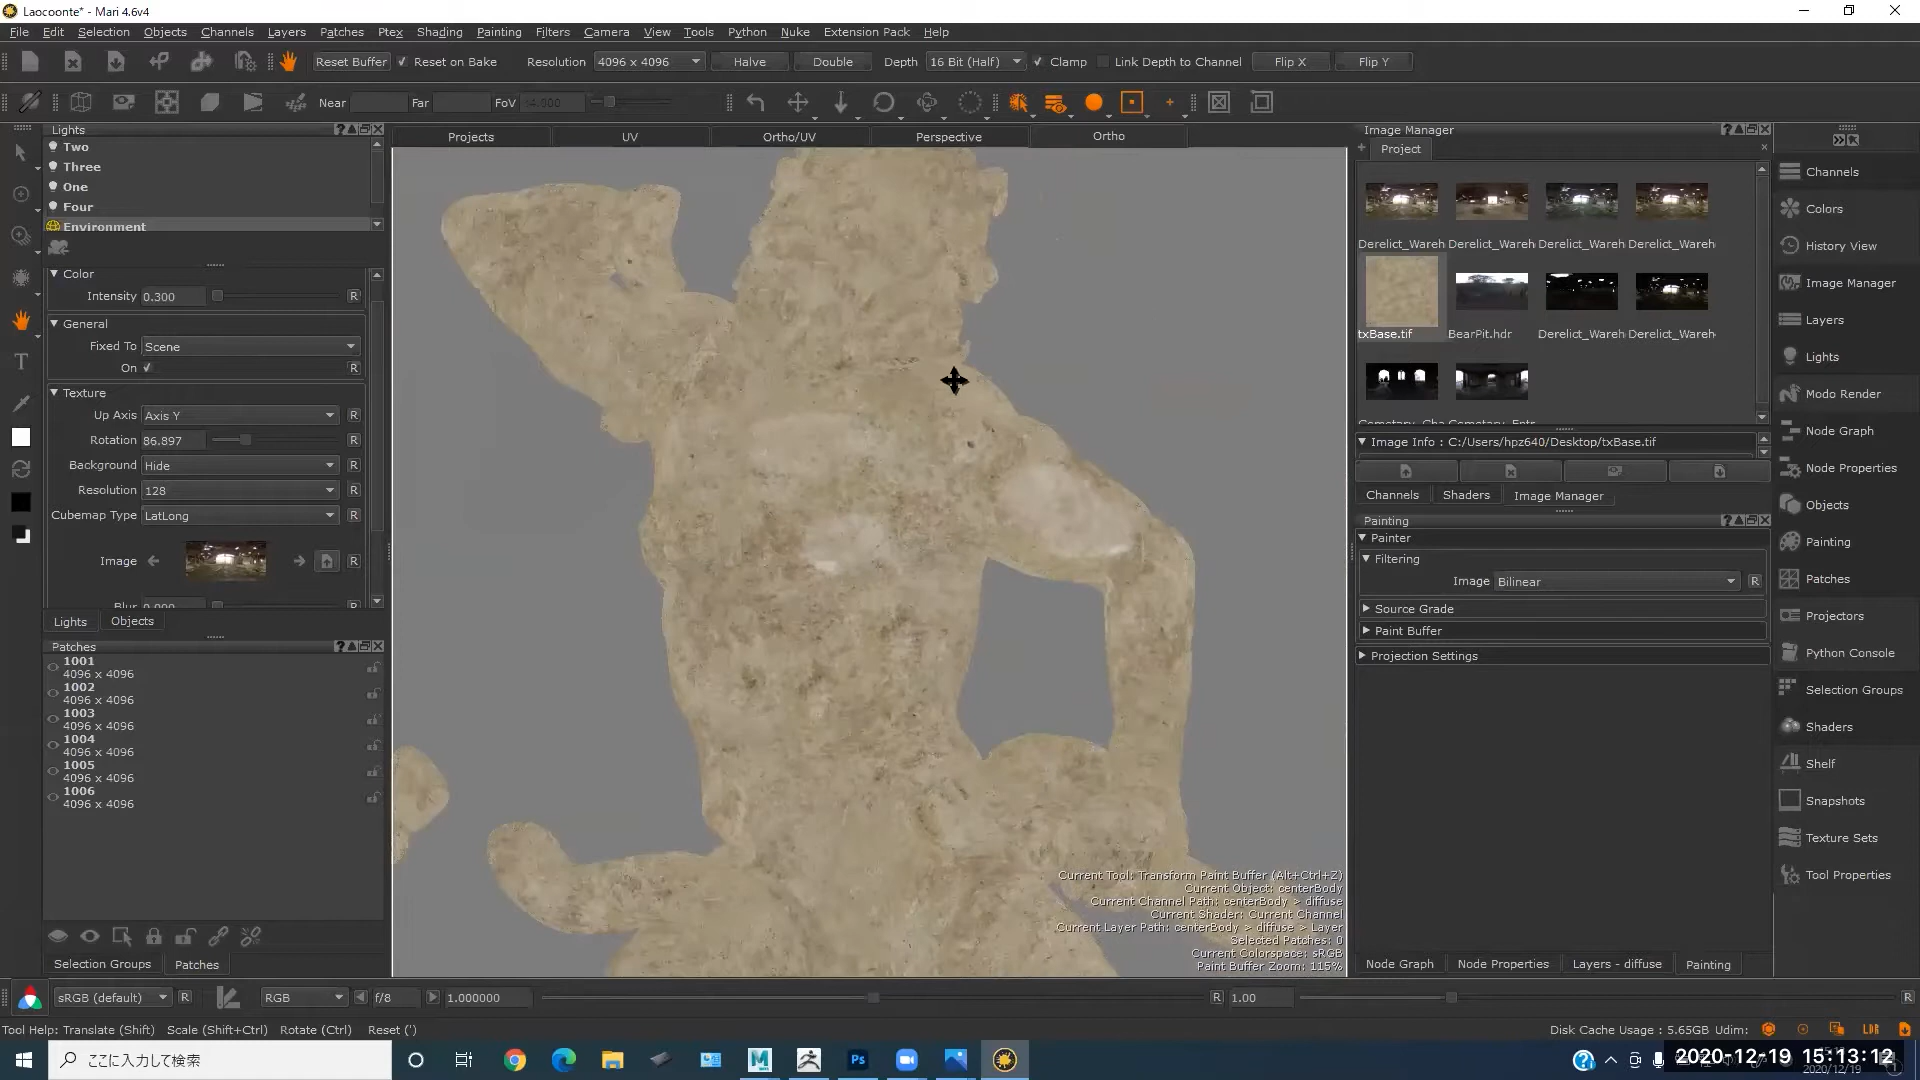 Laocoonte* - Mari 4.6v4
File Edit Selection Objects Channels Layers Patches Ptex Shading Painting Filters Camera View Tools Python Nuke Extension Pack Help
Reset Buffer Reset on Bake Resolution 4096 x 4096 Halve Double Depth 16 Bit (Half) Clamp Link Depth to Channel Flip X Flip Y
Near Far FoV
Lights
Two
Three
One
Four
Environment
Color
Intensity 0.300 R
General
Fixed To Scene
On R
Texture
Up Axis Axis Y R
Rotation 86.897 R
Background Hide R
Resolution 128 R
Cubemap Type LatLong R
Image R
Blur 0.000 R
Lights Objects
Patches
1001
4096 x 4096
1002
4096 x 4096
1003
4096 x 4096
1004
4096 x 4096
1005
4096 x 4096
1006
4096 x 4096
Selection Groups Patches
Projects UV Ortho/UV Perspective Ortho
Current Tool: Transform Paint Buffer (Alt+Ctrl+Z)
Current Object: centerBody
Current Channel Path: centerBody > diffuse
Current Shader: Current Channel
Current Layer Path: centerBody > diffuse > Layer
Selected Patches: 0
Current Colorspace: sRGB
Paint Buffer Zoom: 115%
Image Manager
Project
Derelict_Wareh Derelict_Wareh Derelict_Wareh Derelict_Wareh
txBase.tif BearPit.hdr Derelict_Wareh Derelict_Wareh
Image Info : C:/Users/hpz640/Desktop/txBase.tif
Channels Shaders Image Manager
Painting
Painter
Filtering
Image Bilinear R
Source Grade
Paint Buffer
Projection Settings
Node Graph Node Properties Layers - diffuse Painting
Channels
Colors
History View
Image Manager
Layers
Lights
Modo Render
Node Graph
Node Properties
Objects
Painting
Patches
Projectors
Python Console
Selection Groups
Shaders
Shelf
Snapshots
Texture Sets
Tool Properties
sRGB (default) R RGB f/8 1.000000 R 1.00 R
Tool Help: Translate (Shift) Scale (Shift+Ctrl) Rotate (Ctrl) Reset (')
Disk Cache Usage : 5.65GB Udim:
ここに入力して検索
2020-12-19 15:13:12
2020/12/19